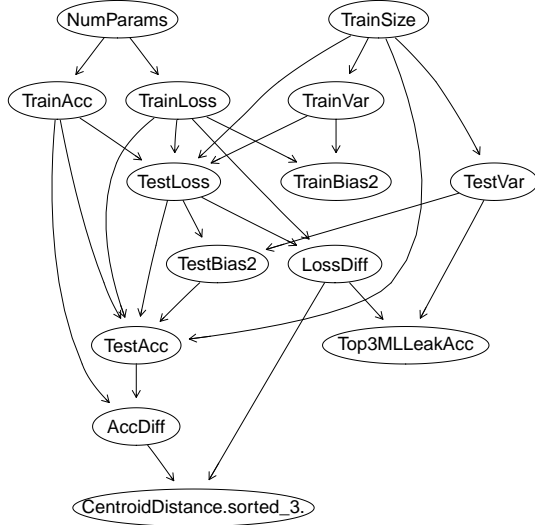 NumParams
TrainSize
TrainAcc
TrainLoss
TrainVar
TestLoss
TrainBias2
TestVar
TestBias2
LossDiff
TestAcc
Top3MLLeakAcc
AccDiff
CentroidDistance.sorted_3.